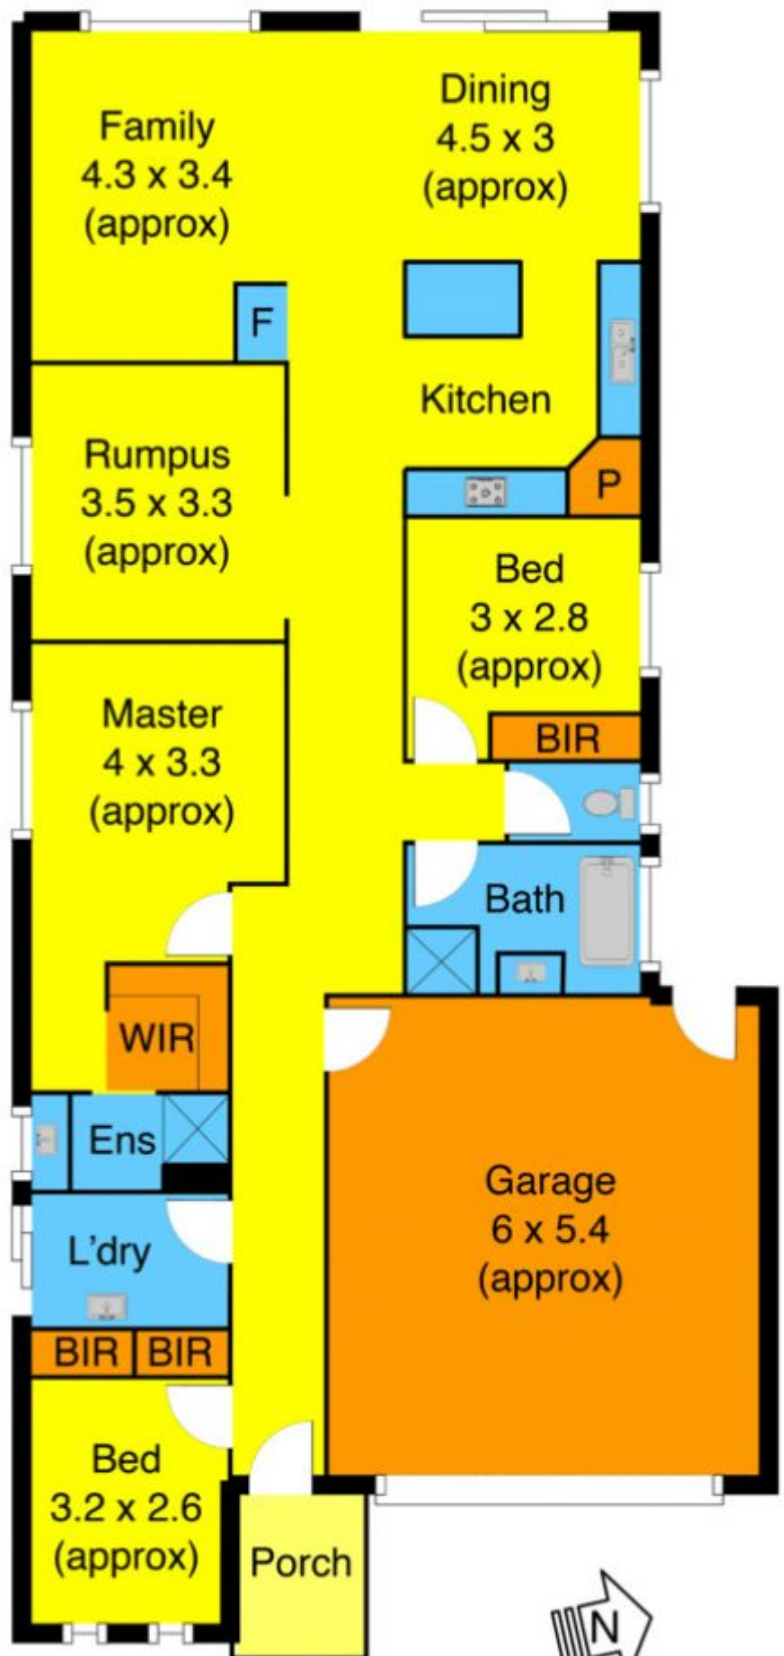 Family
4.3 x 3.4
(approx)
Dining
4.5 x 3
(approx)
F
Kitchen
Rumpus
3.5 x 3.3
(approx)
P
Bed
3 x 2.8
(approx)
BIR
Master
4 x 3.3
(approx)
Bath
WIR
Ens
Garage
6 x 5.4
(approx)
L'dry
BIR
BIR
Bed
3.2 x 2.6
(approx)
Porch
N